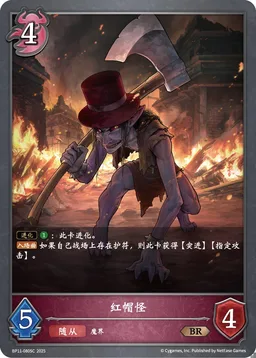 4
进化 1 ：此卡进化。
入场曲 如果自己战场上存在护符，则此卡获得【突进】【指定攻
击】。
红帽怪
5
随从 魔界
BR
4
BP11-080SC 2025
© Cygames, Inc. Published by NetEase Games